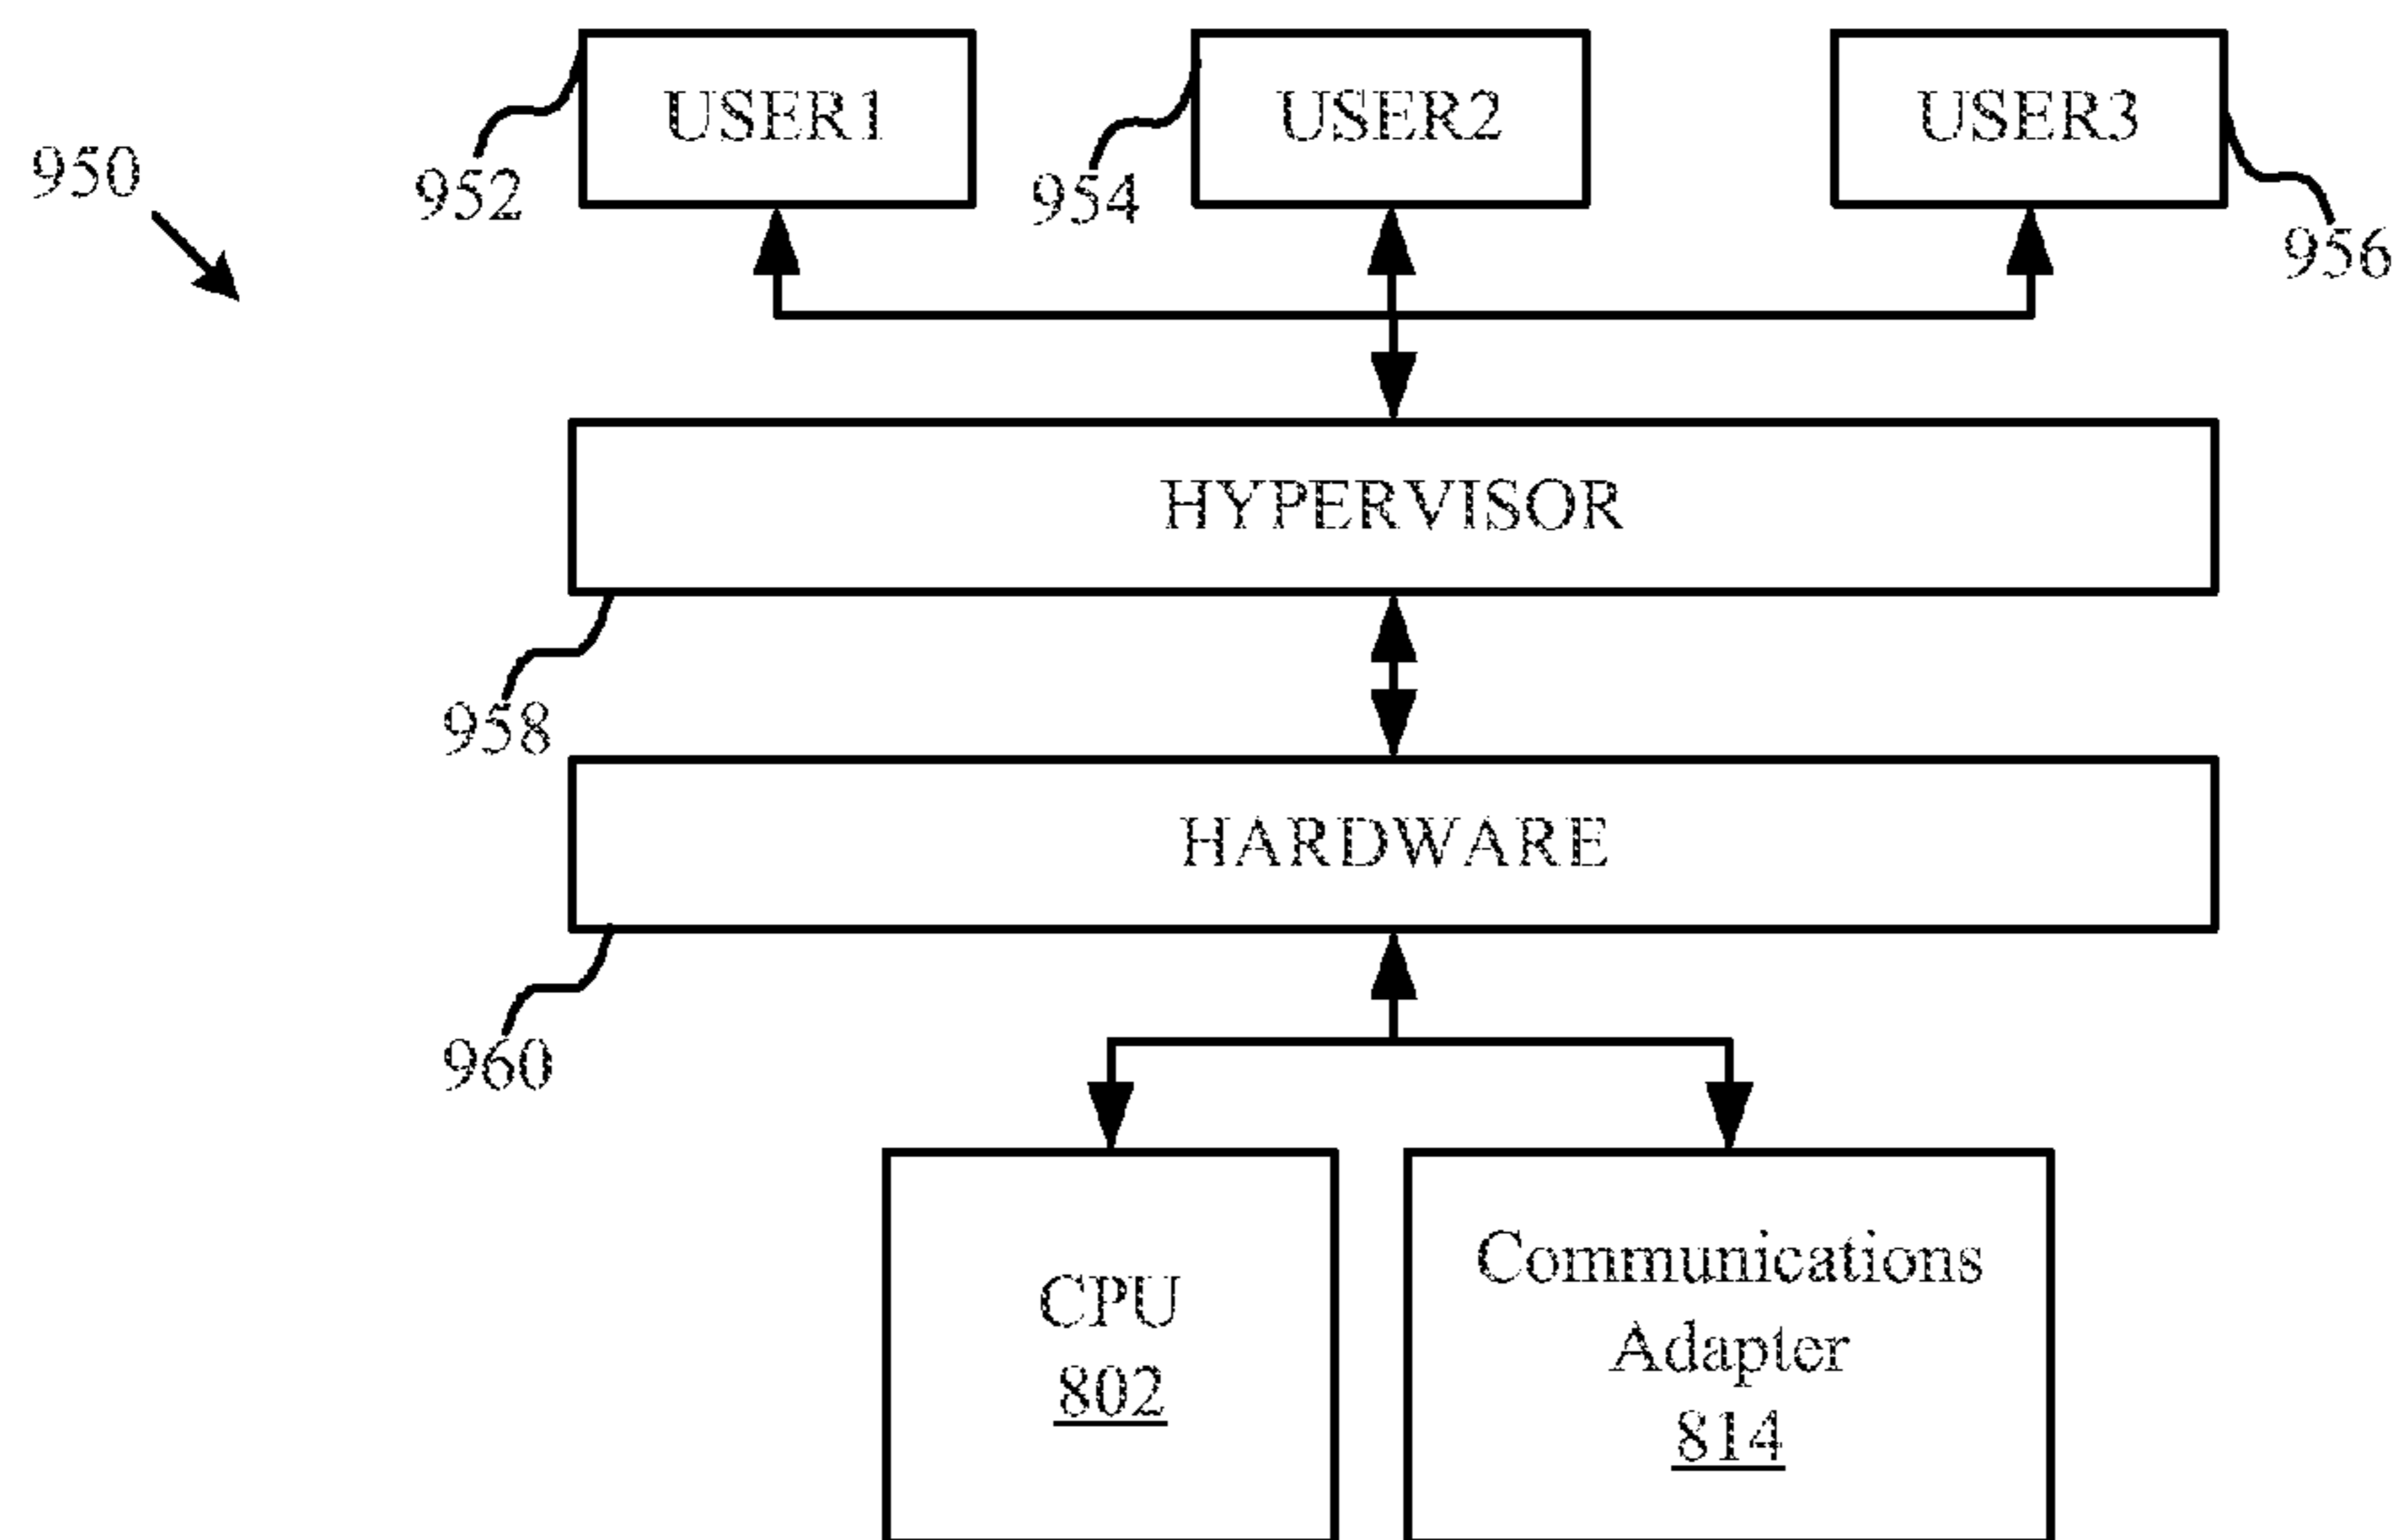 USER1
USER2
USER3
950
952
954
956
HYPERVISOR
958
HARDWARE
960
CPU
802
Communications
Adapter
814